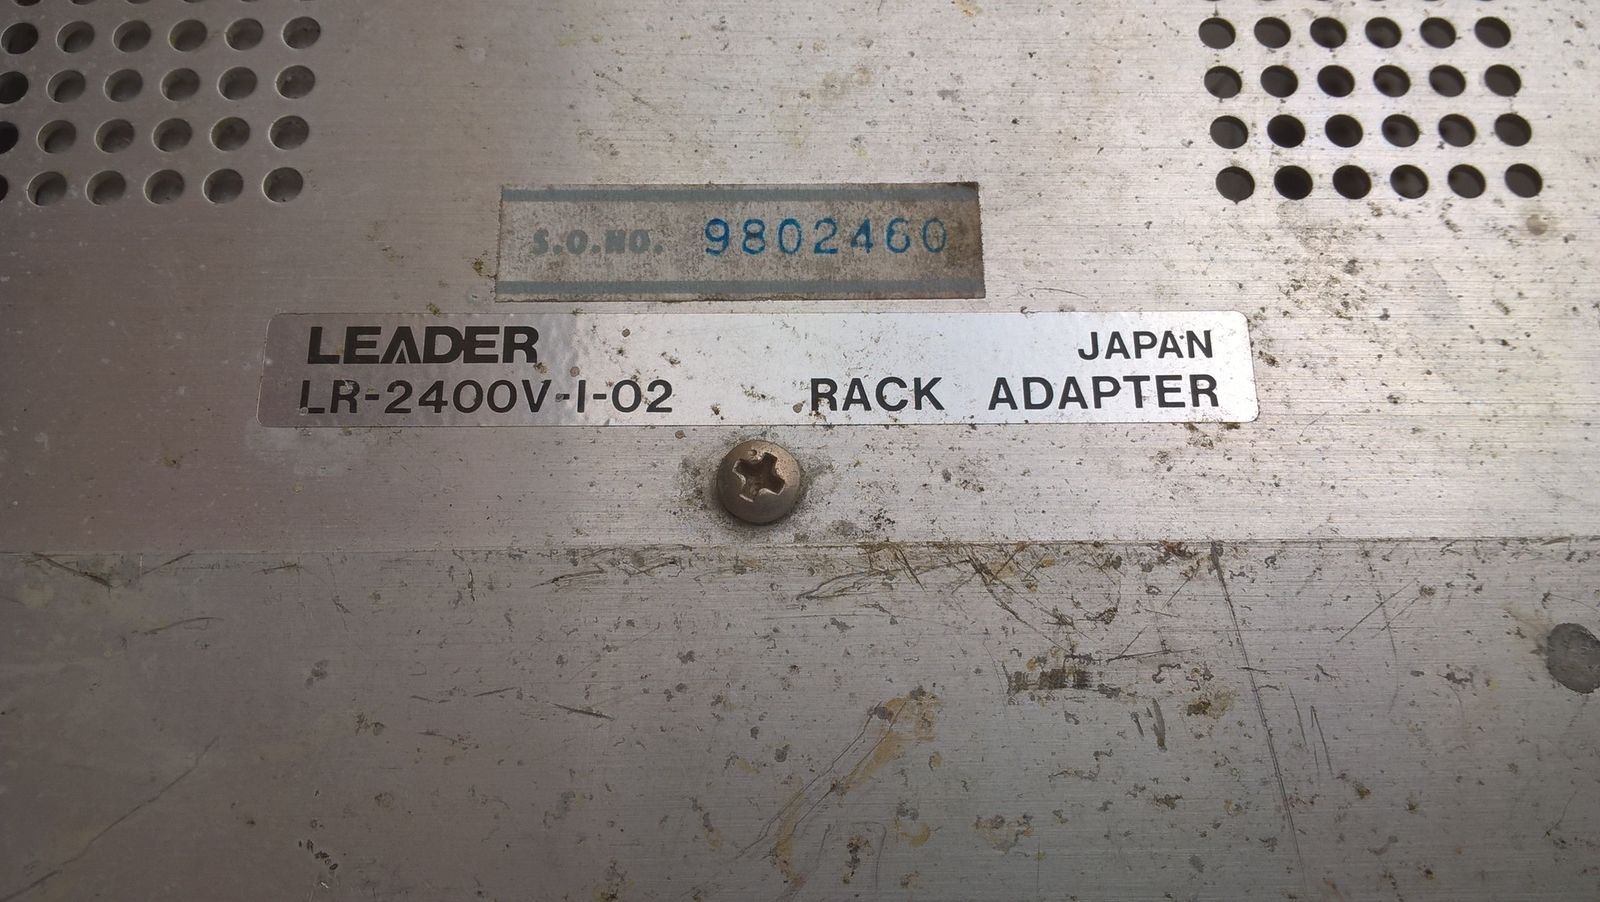 S.O.NO. 9802460
LEADER JAPAN
LR-2400V-I-02 RACK ADAPTER